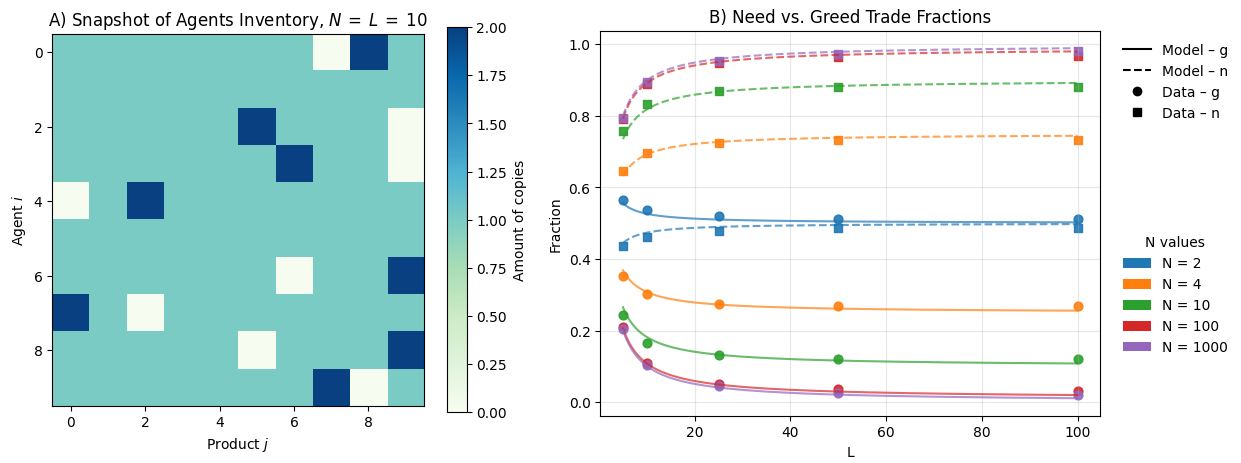 A) Snapshot of Agents Inventory, N = L = 10
0
2
4
6
8
Agent i
0 2 4 6 8
Product j
2.00
1.75
1.50
1.25
1.00
0.75
0.50
0.25
0.00
Amount of copies
B) Need vs. Greed Trade Fractions
1.0
0.8
0.6
0.4
0.2
0.0
Fraction
20 40 60 80 100
L
Model – g
Model – n
Data – g
Data – n
N values
N = 2
N = 4
N = 10
N = 100
N = 1000